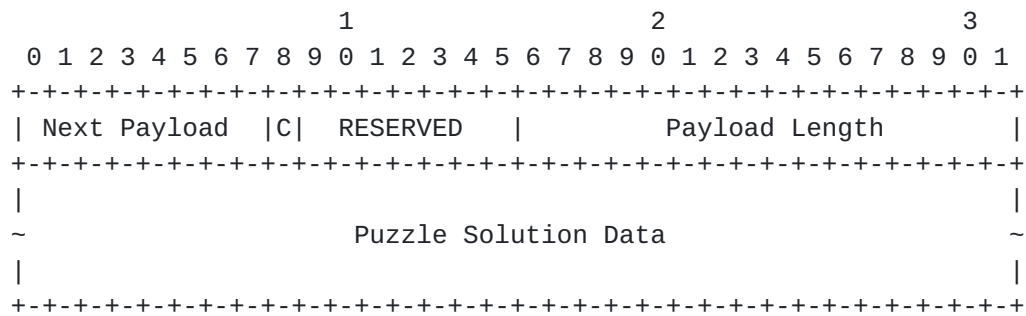 1                   2                   3
 0 1 2 3 4 5 6 7 8 9 0 1 2 3 4 5 6 7 8 9 0 1 2 3 4 5 6 7 8 9 0 1
+-+-+-+-+-+-+-+-+-+-+-+-+-+-+-+-+-+-+-+-+-+-+-+-+-+-+-+-+-+-+-+-+
| Next Payload  |C|  RESERVED   |         Payload Length        |
+-+-+-+-+-+-+-+-+-+-+-+-+-+-+-+-+-+-+-+-+-+-+-+-+-+-+-+-+-+-+-+-+
|                                                               |
~                     Puzzle Solution Data                      ~
|                                                               |
+-+-+-+-+-+-+-+-+-+-+-+-+-+-+-+-+-+-+-+-+-+-+-+-+-+-+-+-+-+-+-+-+